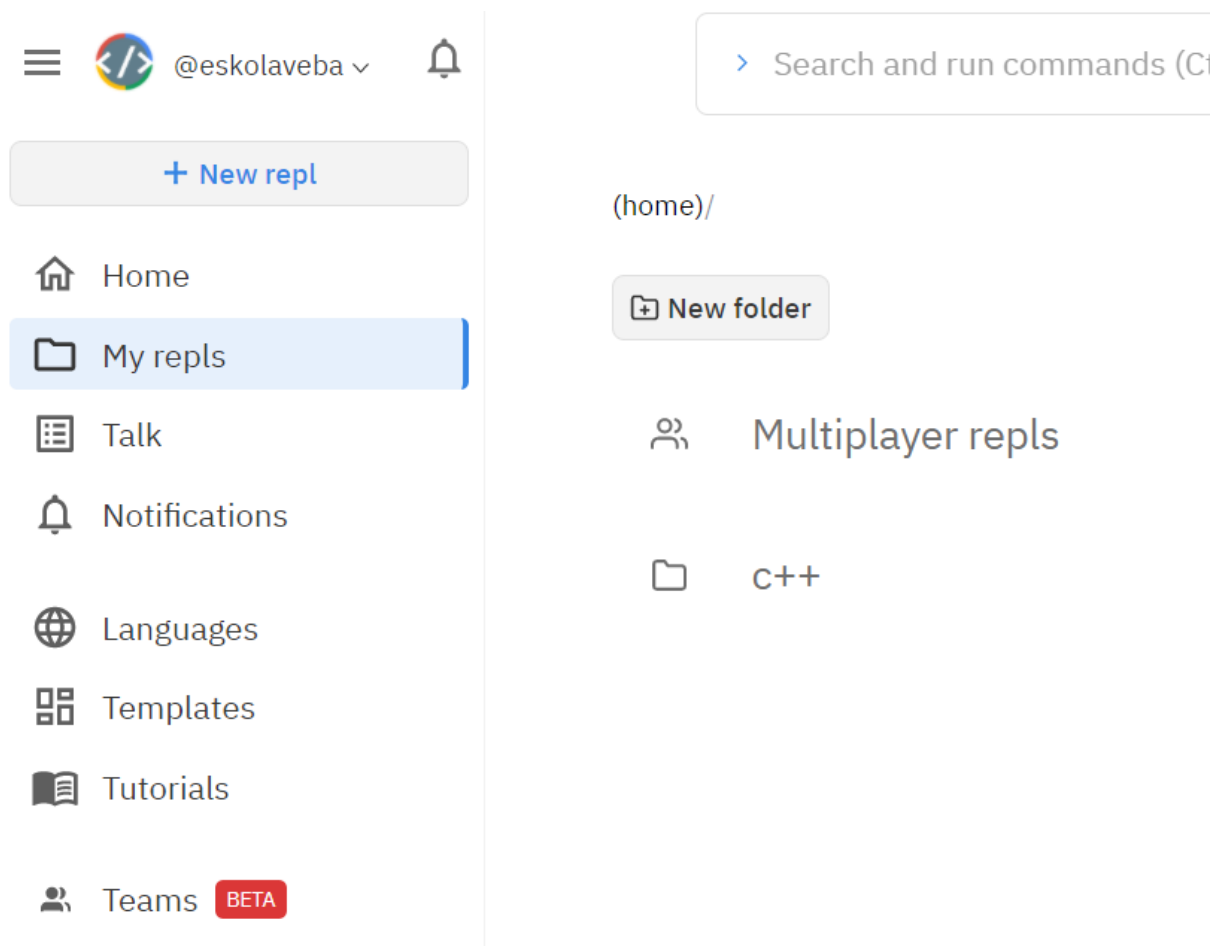 @eskolaveba
+ New repl
Home
My repls
Talk
Notifications
Languages
Templates
Tutorials
Teams BETA
> Search and run commands (Ct
(home)/
New folder
Multiplayer repls
c++